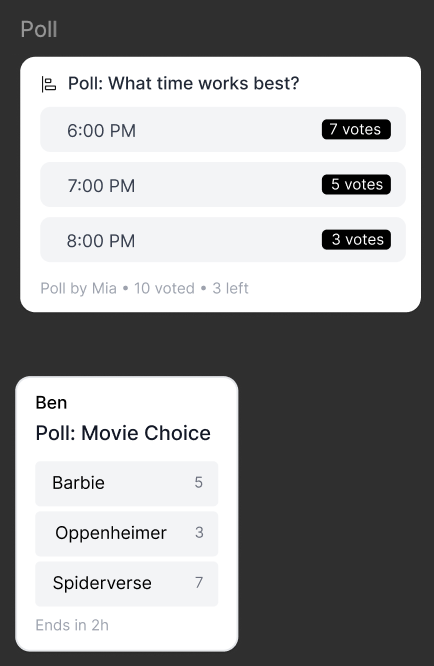 Poll
Poll: What time works best?
6:00 PM 7 votes
7:00 PM 5 votes
8:00 PM 3 votes
Poll by Mia • 10 voted • 3 left
Ben
Poll: Movie Choice
Barbie 5
Oppenheimer 3
Spiderverse 7
Ends in 2h